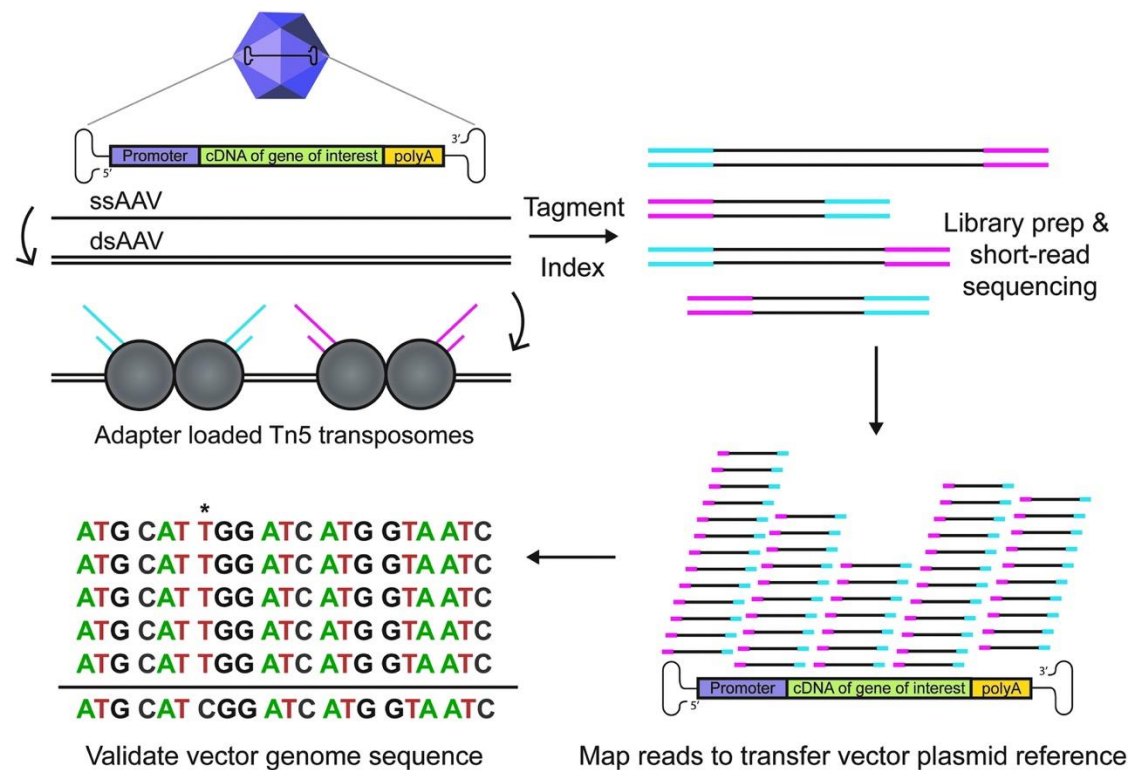 3'
Promoter cDNA of gene of interest polyA
5'
ssAAV
dsAAV
Tagment
Index
Adapter loaded Tn5 transposomes
Library prep &
short-read
sequencing
*
ATG CAT TGG ATC ATG GTA ATC
ATG CAT TGG ATC ATG GTA ATC
ATG CAT TGG ATC ATG GTA ATC
ATG CAT TGG ATC ATG GTA ATC
ATG CAT TGG ATC ATG GTA ATC
ATG CAT CGG ATC ATG GTA ATC
Validate vector genome sequence
3'
Promoter cDNA of gene of interest polyA
5'
Map reads to transfer vector plasmid reference